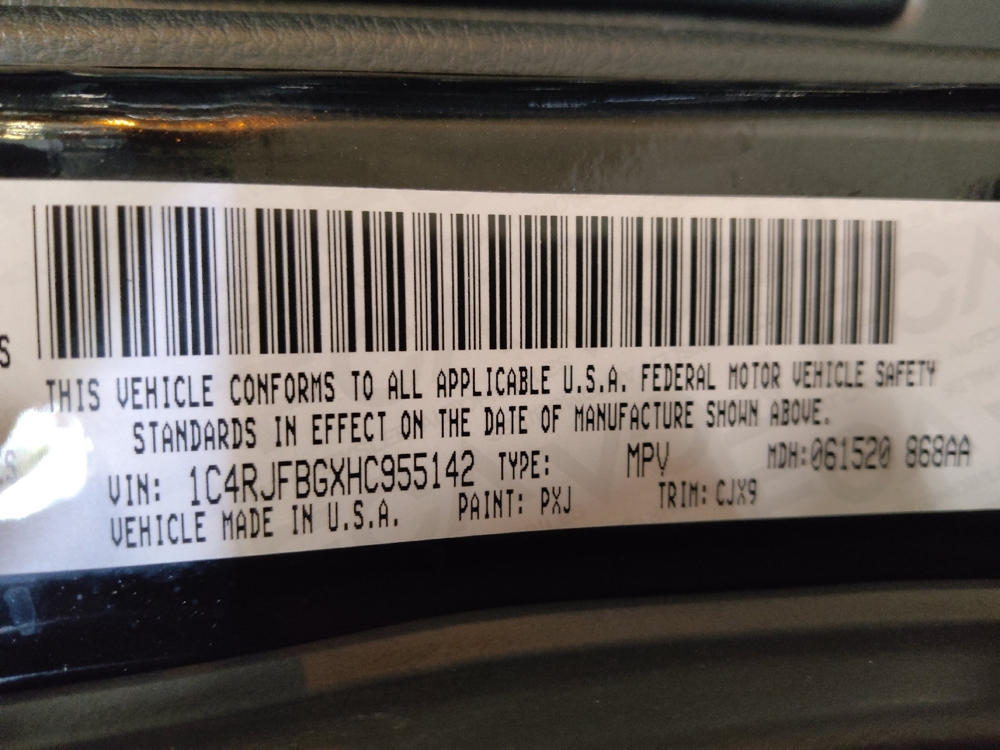 S
THIS VEHICLE CONFORMS TO ALL APPLICABLE U.S.A. FEDERAL MOTOR VEHICLE SAFETY
STANDARDS IN EFFECT ON THE DATE OF MANUFACTURE SHOWN ABOVE.
S
VIN: 1C4RJFBGXHC955142 TYPE: MPV MDH:061520 868AA
VEHICLE MADE IN U.S.A. PAINT: PXJ TRIM: CJX9